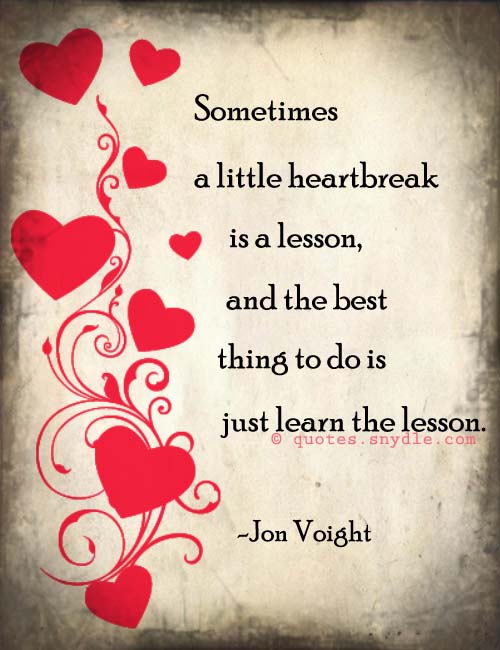 Sometimes
a little heartbreak
is a lesson,
and the best
thing to do is
just learn the lesson.
© quotes.snydle.com
~Jon Voight